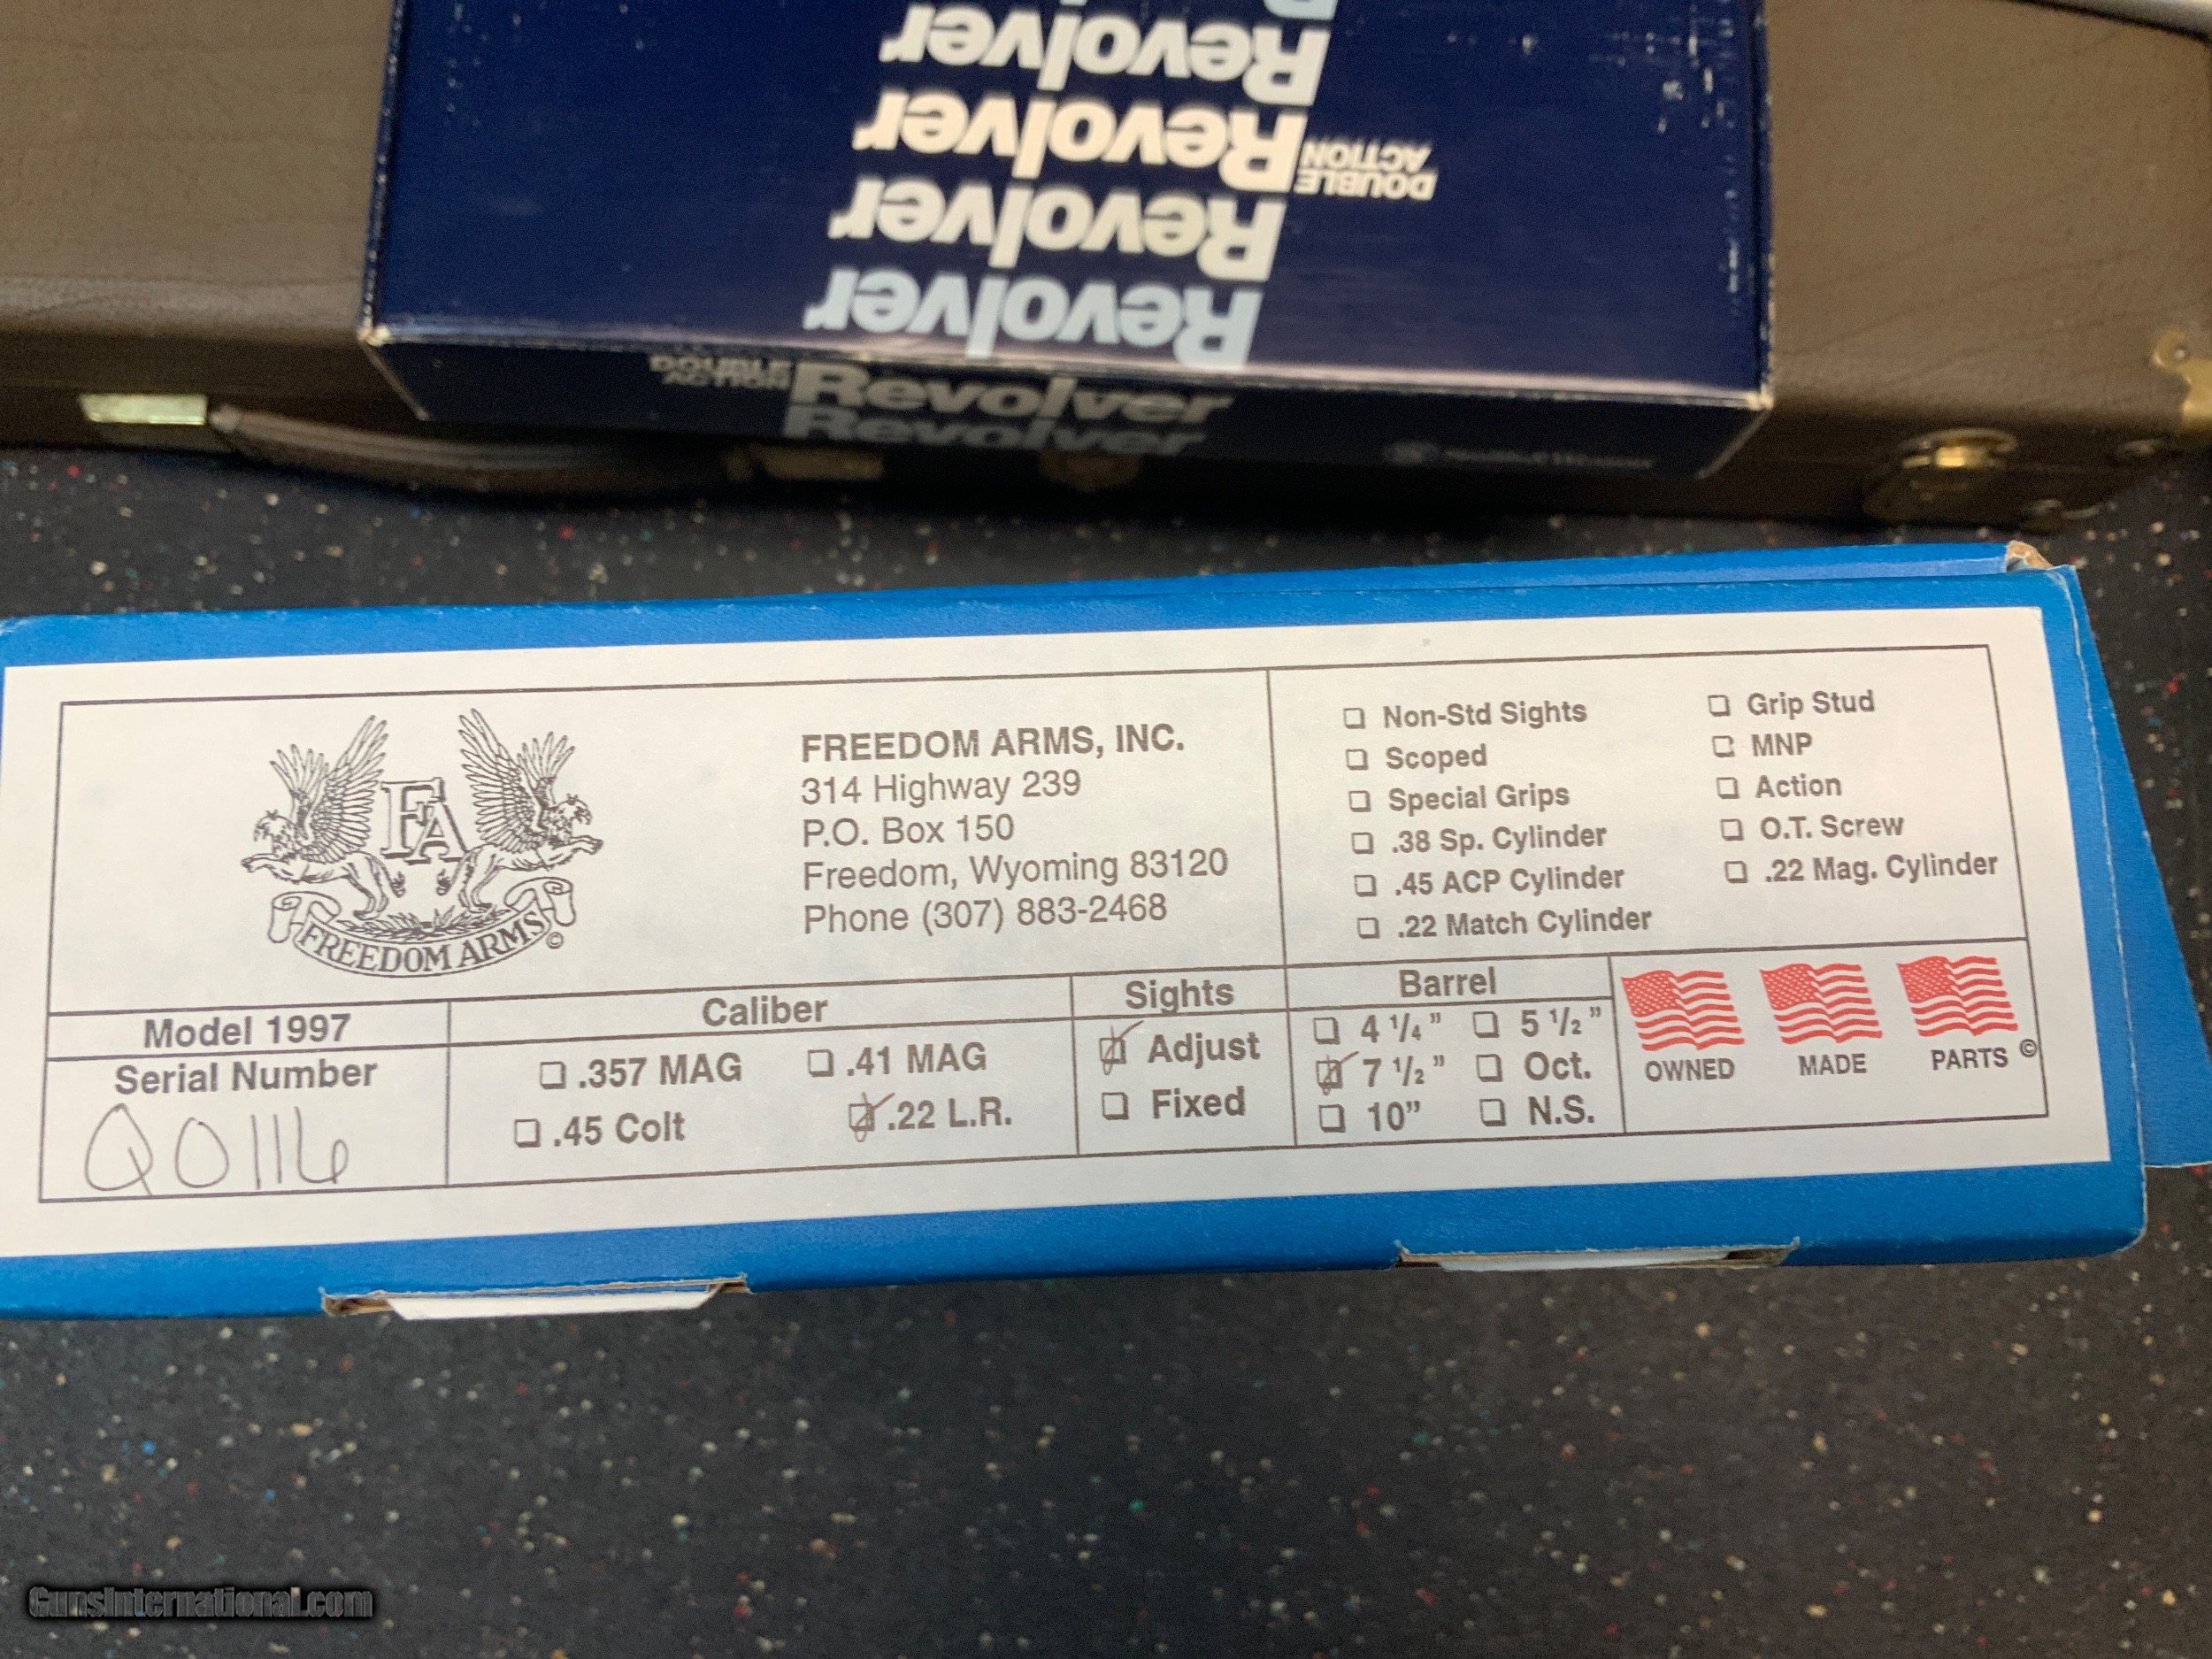 Revolver
Revolver
DOUBLE
ACTION
Revolver
Revolver
DOUBLE
ACTION
Revolver
Revolver
FA
FREEDOM ARMS ©
FREEDOM ARMS, INC.
314 Highway 239
P.O. Box 150
Freedom, Wyoming 83120
Phone (307) 883-2468
Non-Std Sights
Scoped
Special Grips
.38 Sp. Cylinder
.45 ACP Cylinder
.22 Match Cylinder
Grip Stud
MNP
Action
O.T. Screw
.22 Mag. Cylinder
Model 1997
Serial Number
Q0116
Caliber
.357 MAG .41 MAG
.45 Colt .22 L.R.
Sights
Adjust
Fixed
Barrel
4 1/4" 5 1/2"
7 1/2" Oct.
10" N.S.
OWNED MADE PARTS ©
GunsInternational.com